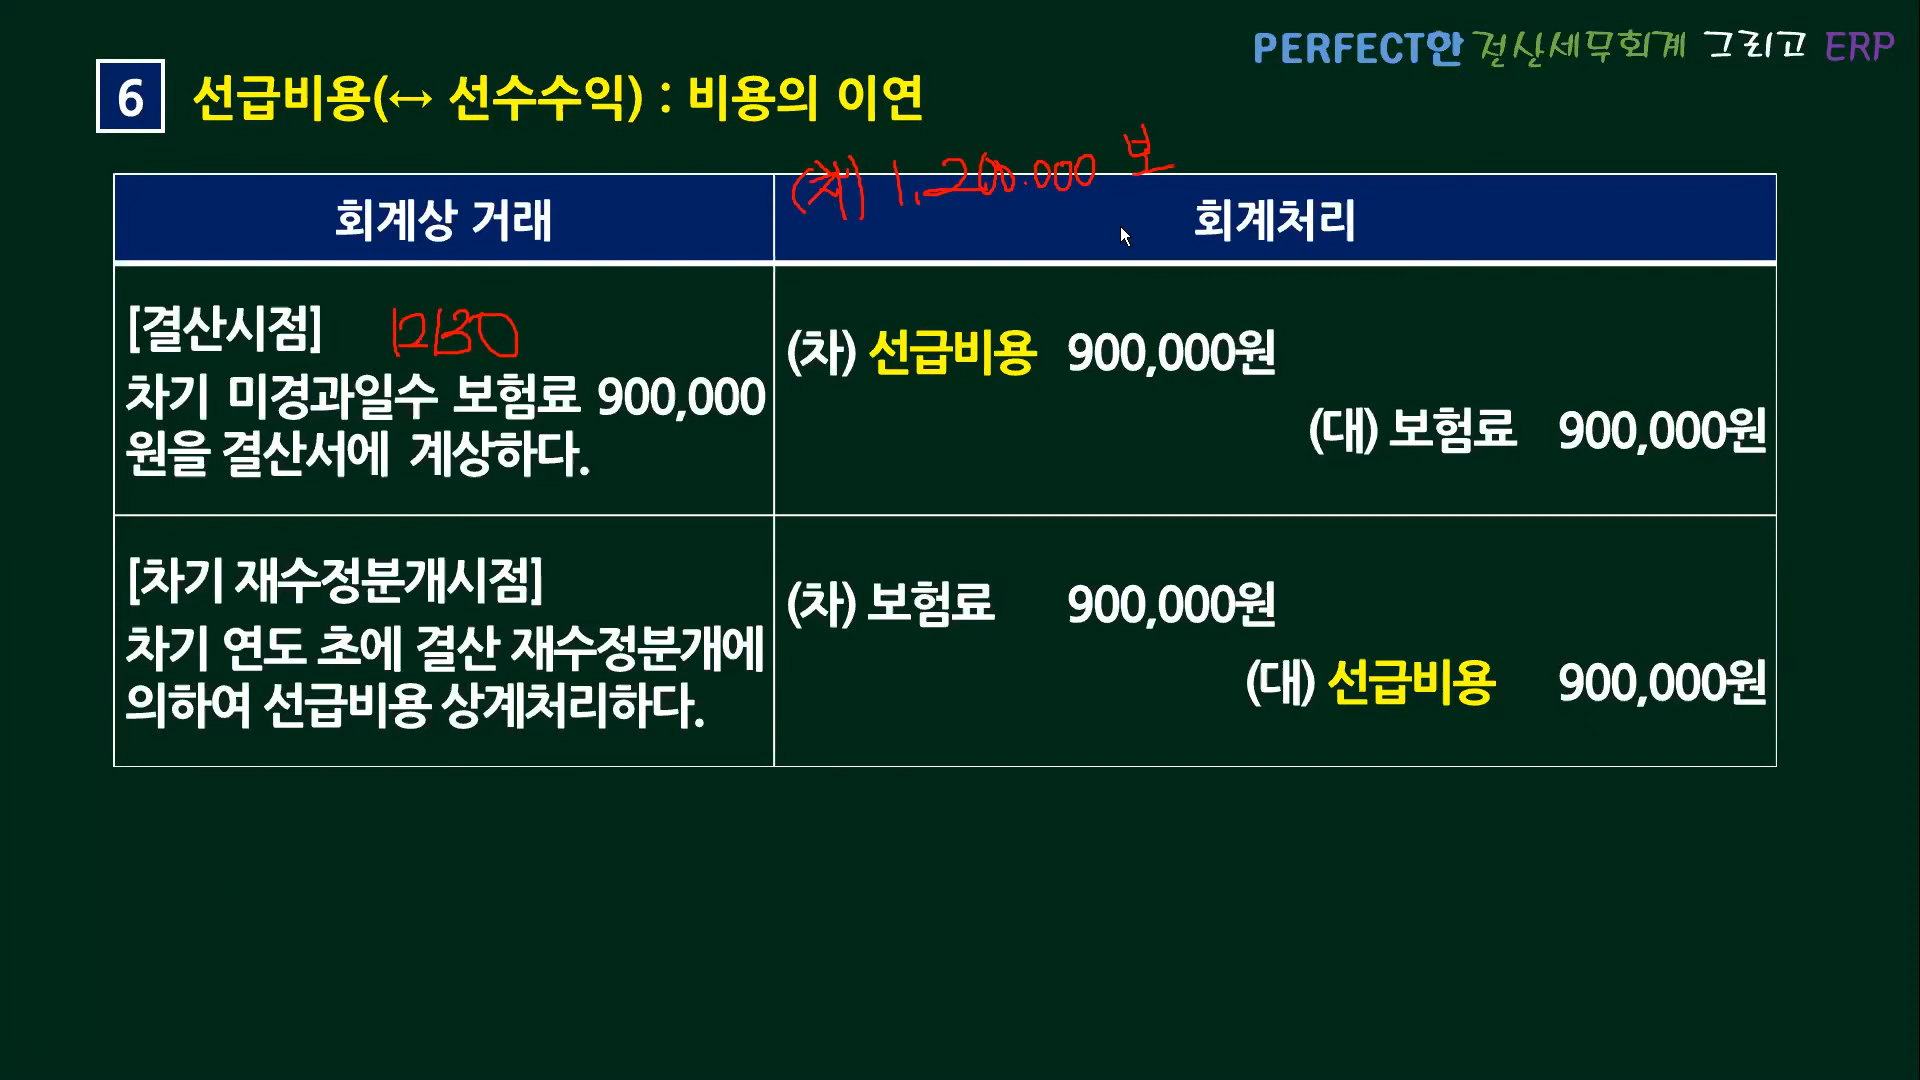 PERFECT한 전산세무회계 그리고 ERP
6 선급비용(↔ 선수수익) : 비용의 이연
(차) 1,200.000 보
회계상 거래
회계처리
[결산시점] 12130
차기 미경과일수 보험료 900,000
원을 결산서에 계상하다.
(차) 선급비용 900,000원
(대) 보험료 900,000원
[차기 재수정분개시점]
차기 연도 초에 결산 재수정분개에
의하여 선급비용 상계처리하다.
(차) 보험료 900,000원
(대) 선급비용 900,000원